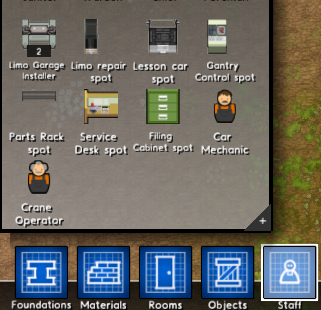 2
Limo Garage Limo repair Lesson car Gantry
Installer spot spot Control spot
Parts Rack Service Filing Car
spot Desk spot Cabinet spot Mechanic
Crane
Operator
+
Foundations Materials Rooms Objects Staff